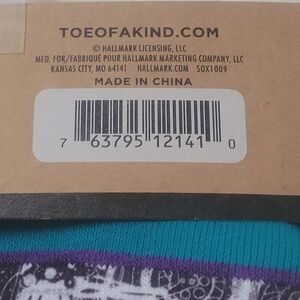 TOEOFAKIND.COM
© HALLMARK LICENSING, LLC
MFD. FOR/FABRIQUÉ POUR HALLMARK MARKETING COMPANY, LLC
KANSAS CITY, MO 64141 HALLMARK.COM SOX1009
MADE IN CHINA
7 63795 12141 0